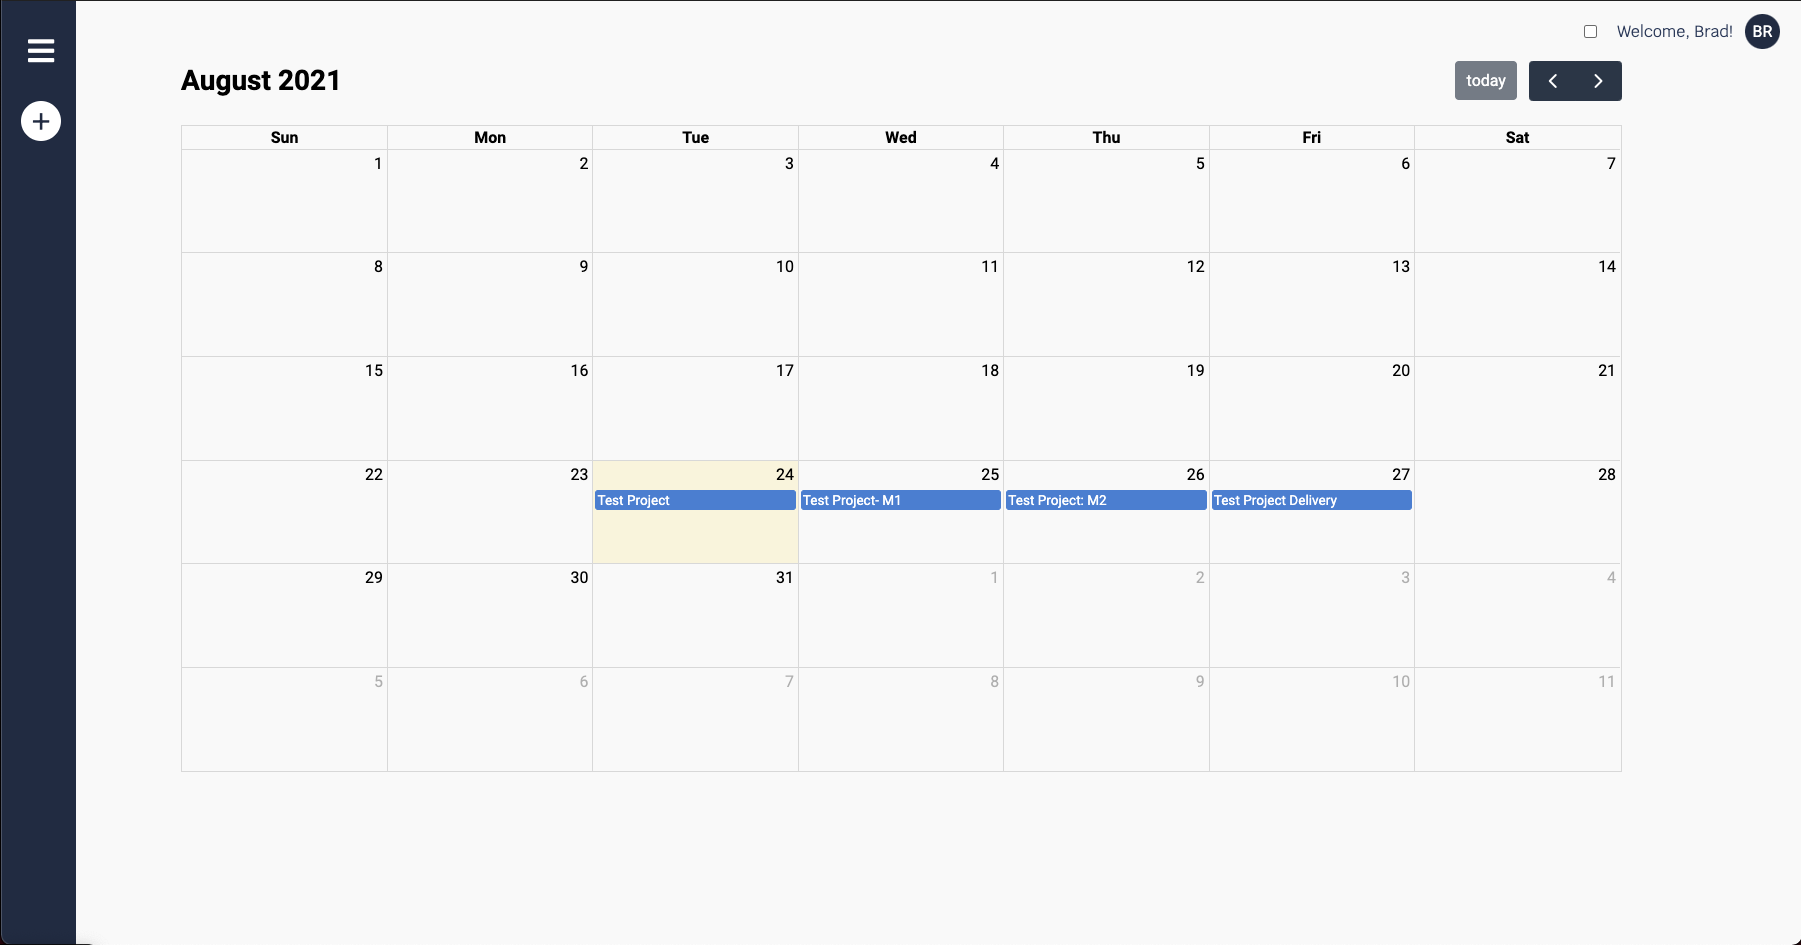 Welcome, Brad! BR
August 2021
today
Sun Mon Tue Wed Thu Fri Sat
1 2 3 4 5 6 7
8 9 10 11 12 13 14
15 16 17 18 19 20 21
22 23 24 25 26 27 28
Test Project Test Project- M1 Test Project: M2 Test Project Delivery
29 30 31 1 2 3 4
5 6 7 8 9 10 11